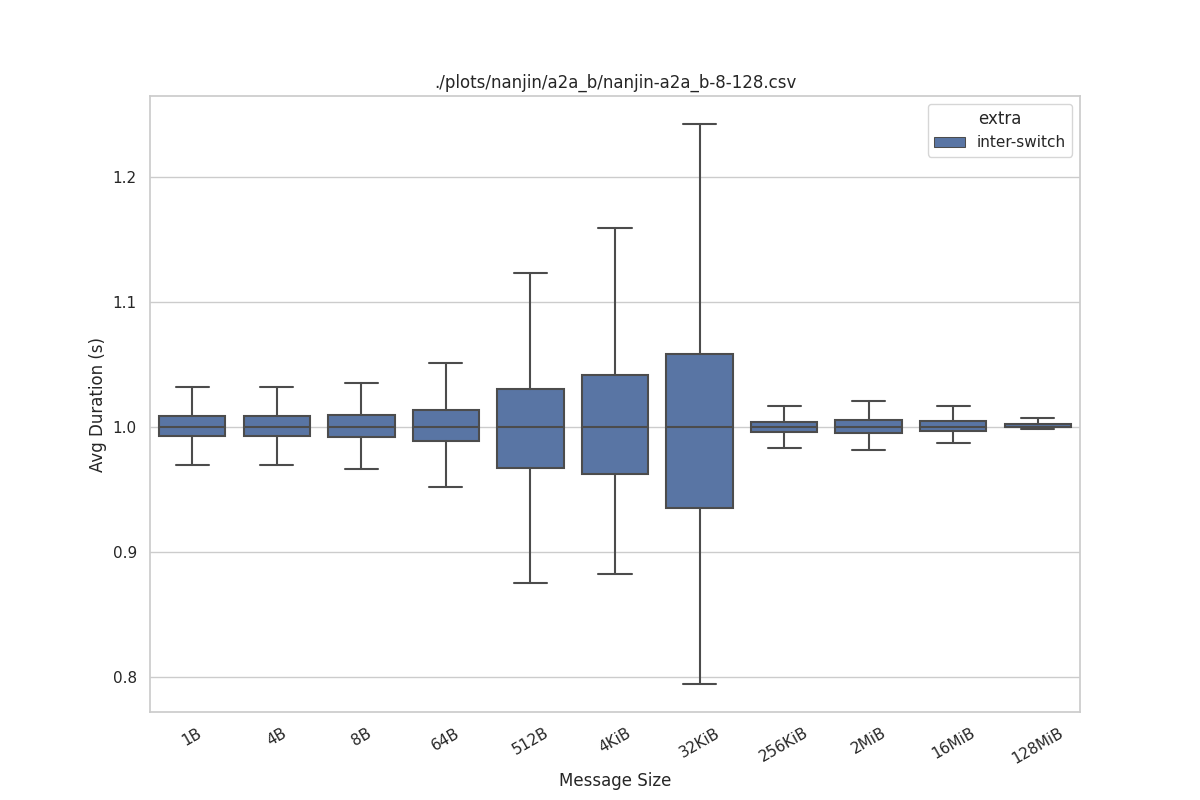 ./plots/nanjin/a2a_b/nanjin-a2a_b-8-128.csv
extra
inter-switch
Avg Duration (s)
1.2
1.1
1.0
0.9
0.8
1B 4B 8B 64B 512B 4KiB 32KiB 256KiB 2MiB 16MiB 128MiB
Message Size